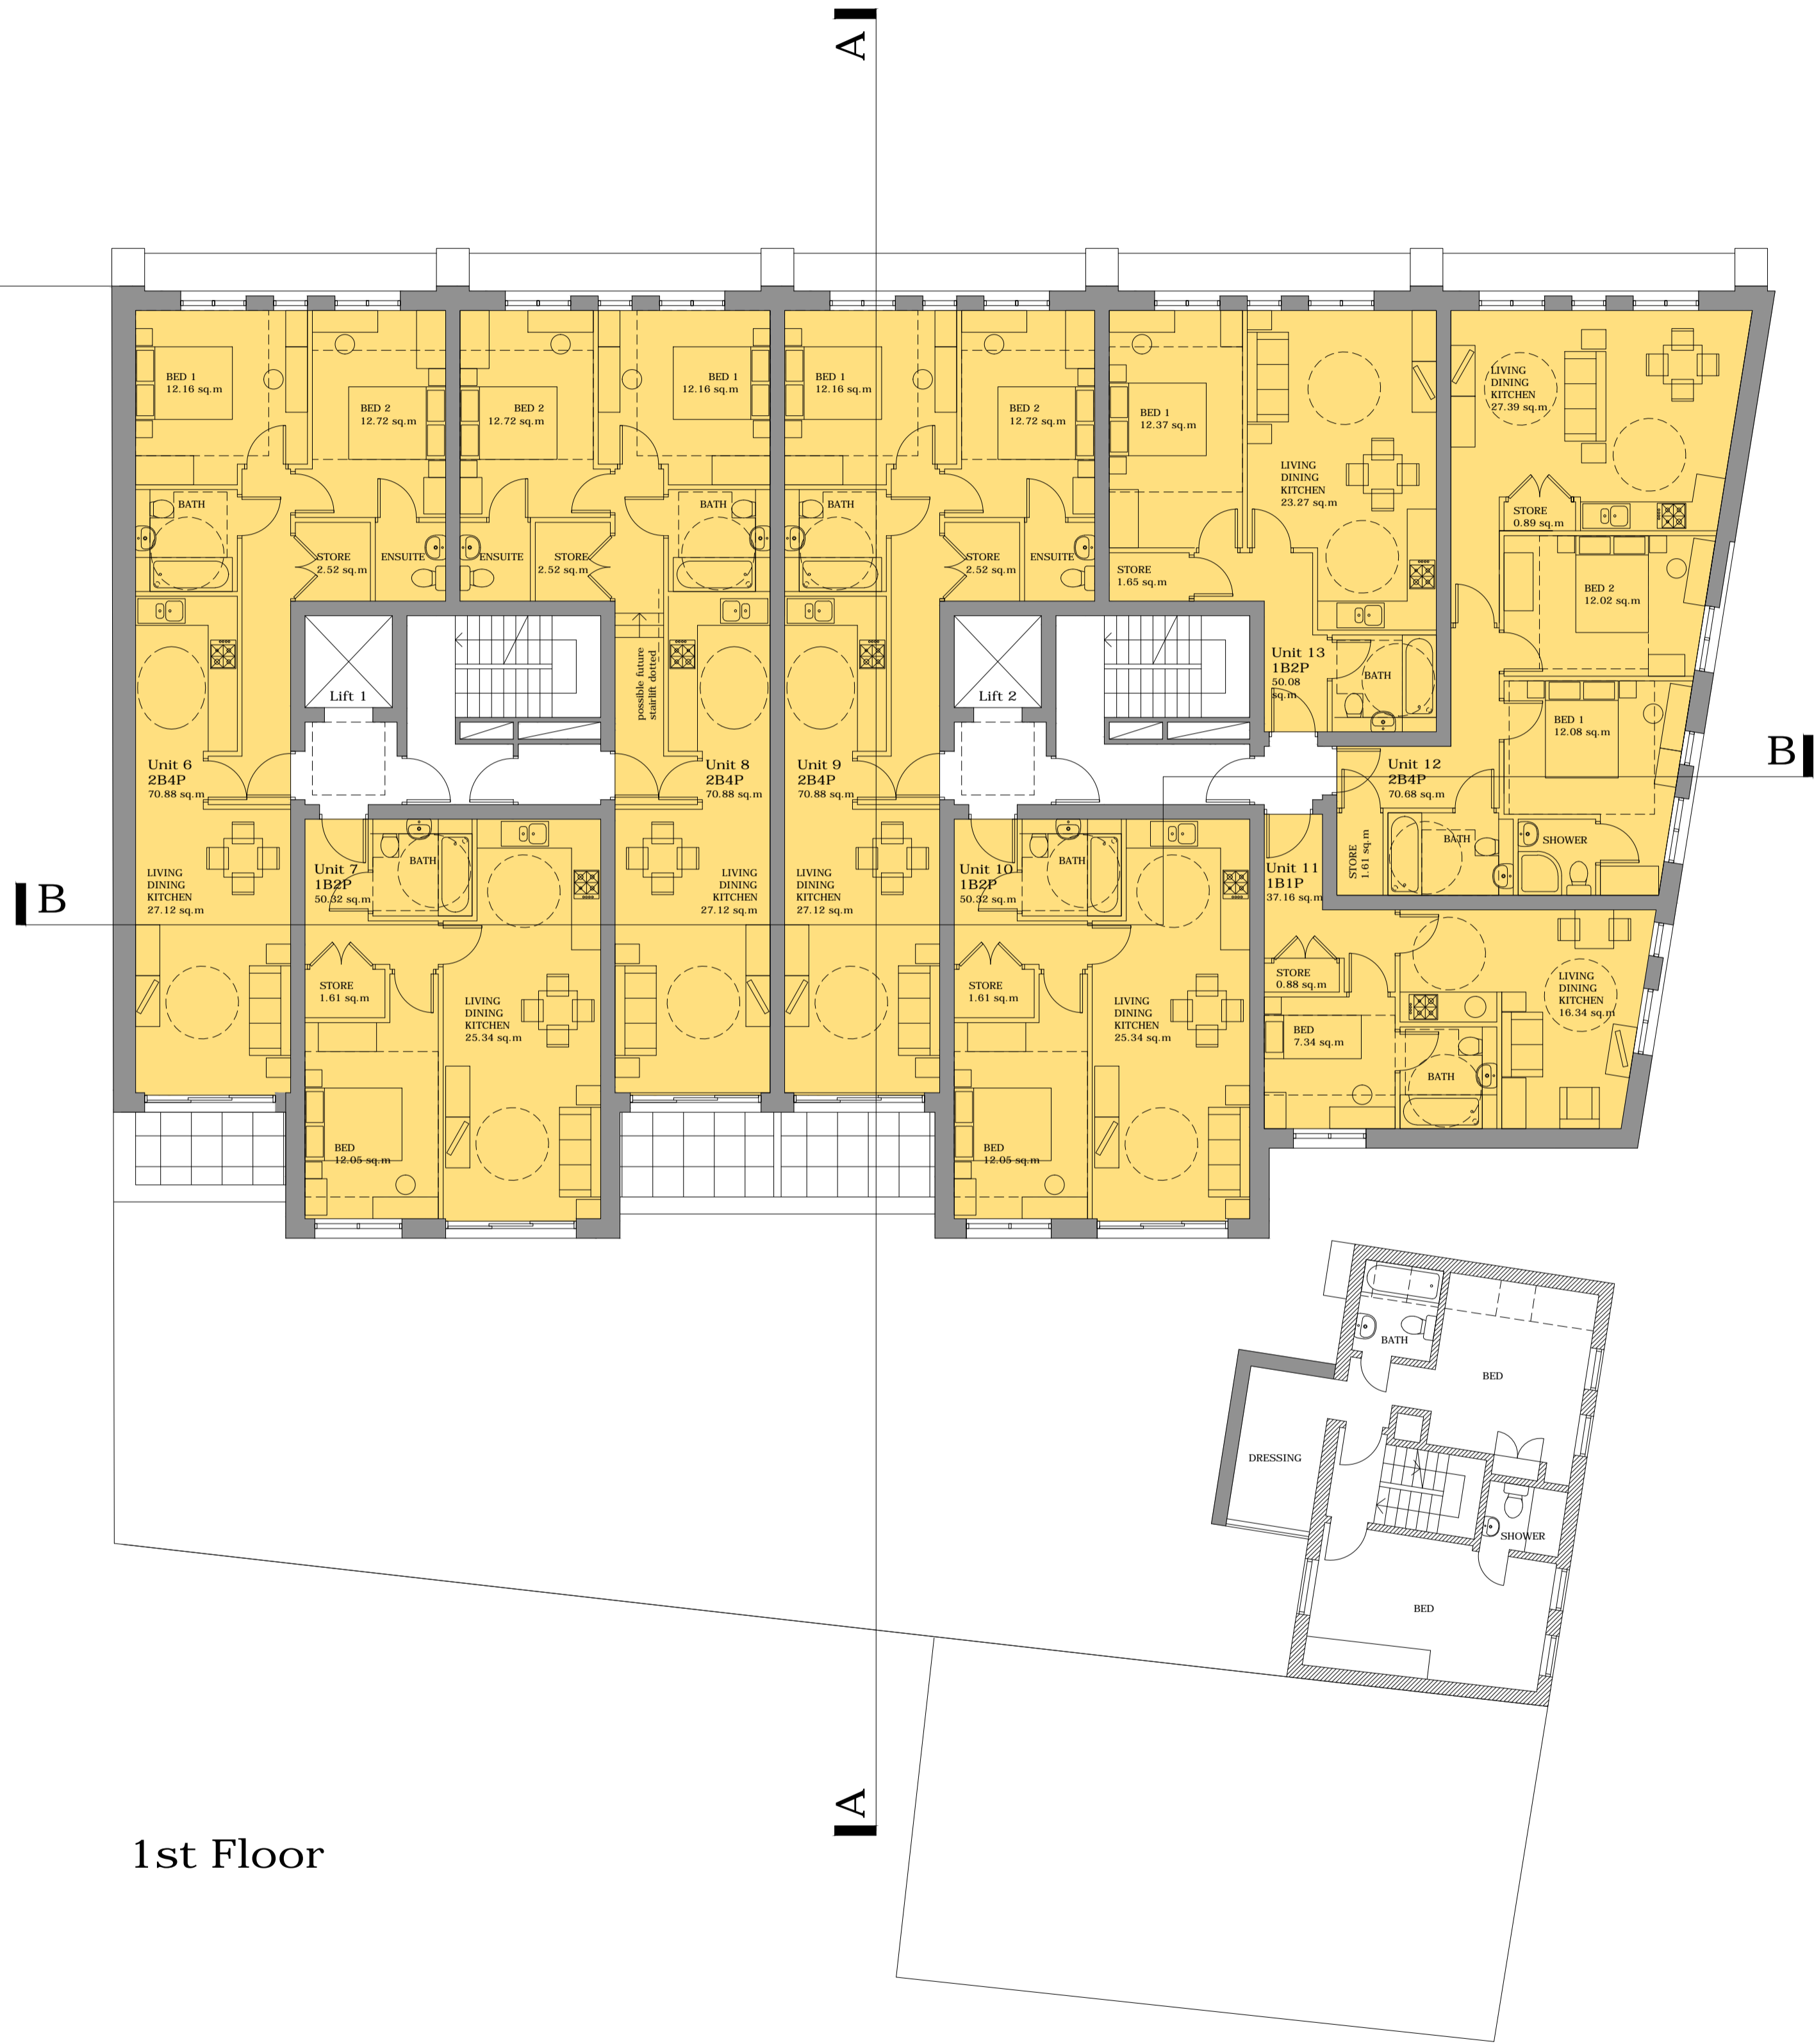 A
BED 1
12.16 sq.m
BED 2
12.72 sq.m
BATH
STORE
2.52 sq.m
ENSUITE
BED 2
12.72 sq.m
BED 1
12.16 sq.m
ENSUITE
STORE
2.52 sq.m
BATH
BED 1
12.16 sq.m
BED 2
12.72 sq.m
BATH
STORE
2.52 sq.m
ENSUITE
BED 1
12.37 sq.m
STORE
1.65 sq.m
LIVING
DINING
KITCHEN
23.27 sq.m
LIVING
DINING
KITCHEN
27.39 sq.m
STORE
0.89 sq.m
BED 2
12.02 sq.m
BED 1
12.08 sq.m
Lift 1
possible future
stairlift dotted
Lift 2
Unit 13
1B2P
50.08
sq.m
BATH
B
Unit 6
2B4P
70.88 sq.m
Unit 8
2B4P
70.88 sq.m
Unit 9
2B4P
70.88 sq.m
Unit 12
2B4P
70.68 sq.m
STORE
1.61 sq.m
BATH
SHOWER
B
LIVING
DINING
KITCHEN
27.12 sq.m
Unit 7
1B2P
50.32 sq.m
BATH
LIVING
DINING
KITCHEN
27.12 sq.m
LIVING
DINING
KITCHEN
27.12 sq.m
Unit 10
1B2P
50.32 sq.m
BATH
Unit 11
1B1P
37.16 sq.m
STORE
1.61 sq.m
LIVING
DINING
KITCHEN
25.34 sq.m
STORE
1.61 sq.m
LIVING
DINING
KITCHEN
25.34 sq.m
STORE
0.88 sq.m
LIVING
DINING
KITCHEN
16.34 sq.m
BED
7.34 sq.m
BATH
BED
12.05 sq.m
BED
12.05 sq.m
BATH
BED
DRESSING
SHOWER
BED
A
1st Floor